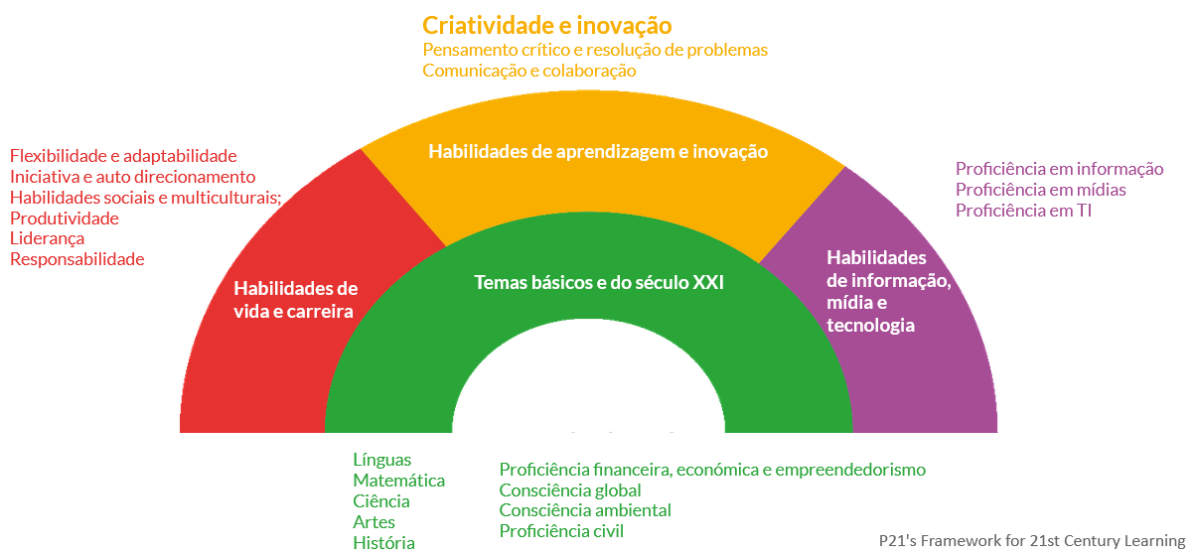 Criatividade e inovação
Pensamento crítico e resolução de problemas
Comunicação e colaboração
Flexibilidade e adaptabilidade
Iniciativa e auto direcionamento
Habilidades sociais e multiculturais;
Produtividade
Liderança
Responsabilidade
Habilidades de aprendizagem e inovação
Proficiência em informação
Proficiência em mídias
Proficiência em TI
Habilidades de
vida e carreira
Temas básicos e do século XXI
Habilidades
de informação,
mídia e
tecnologia
Línguas
Matemática
Ciência
Artes
História
Proficiência financeira, económica e empreendedorismo
Consciência global
Consciência ambiental
Proficiência civil
P21's Framework for 21st Century Learning